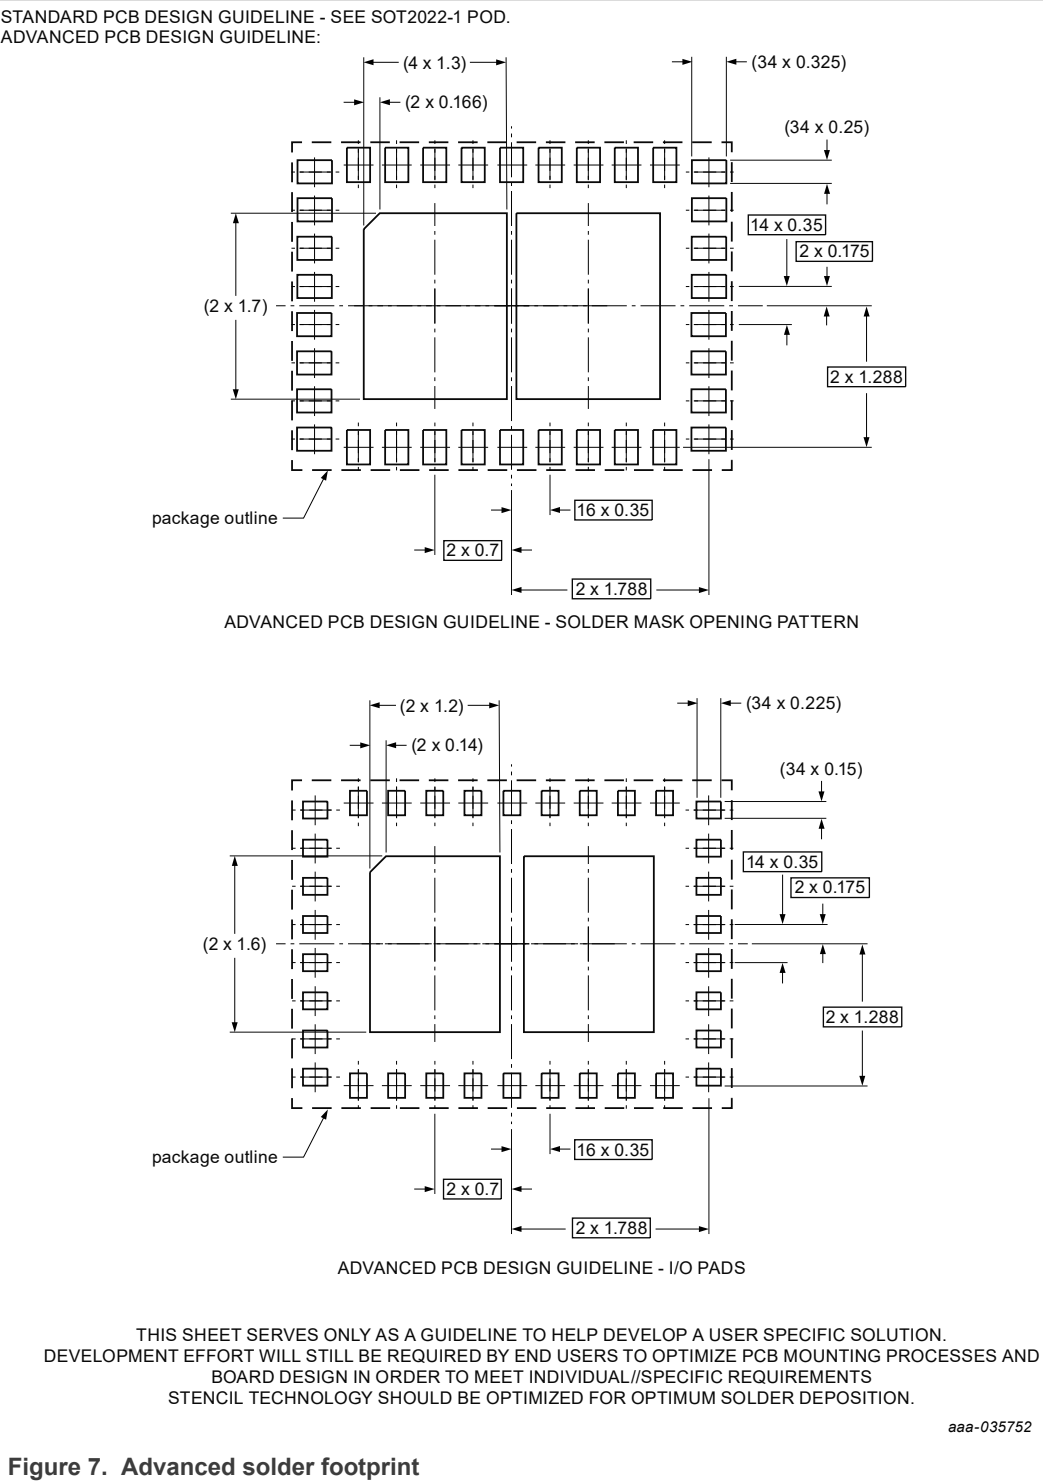 STANDARD PCB DESIGN GUIDELINE - SEE SOT2022-1 POD.
ADVANCED PCB DESIGN GUIDELINE:
(4 x 1.3)
(34 x 0.325)
(2 x 0.166)
(34 x 0.25)
14 x 0.35
2 x 0.175
(2 x 1.7)
2 x 1.288
package outline
16 x 0.35
2 x 0.7
2 x 1.788
ADVANCED PCB DESIGN GUIDELINE - SOLDER MASK OPENING PATTERN
(2 x 1.2)
(34 x 0.225)
(2 x 0.14)
(34 x 0.15)
14 x 0.35
2 x 0.175
(2 x 1.6)
2 x 1.288
package outline
16 x 0.35
2 x 0.7
2 x 1.788
ADVANCED PCB DESIGN GUIDELINE - I/O PADS
THIS SHEET SERVES ONLY AS A GUIDELINE TO HELP DEVELOP A USER SPECIFIC SOLUTION.
DEVELOPMENT EFFORT WILL STILL BE REQUIRED BY END USERS TO OPTIMIZE PCB MOUNTING PROCESSES AND
BOARD DESIGN IN ORDER TO MEET INDIVIDUAL//SPECIFIC REQUIREMENTS
STENCIL TECHNOLOGY SHOULD BE OPTIMIZED FOR OPTIMUM SOLDER DEPOSITION.
aaa-035752
Figure 7. Advanced solder footprint